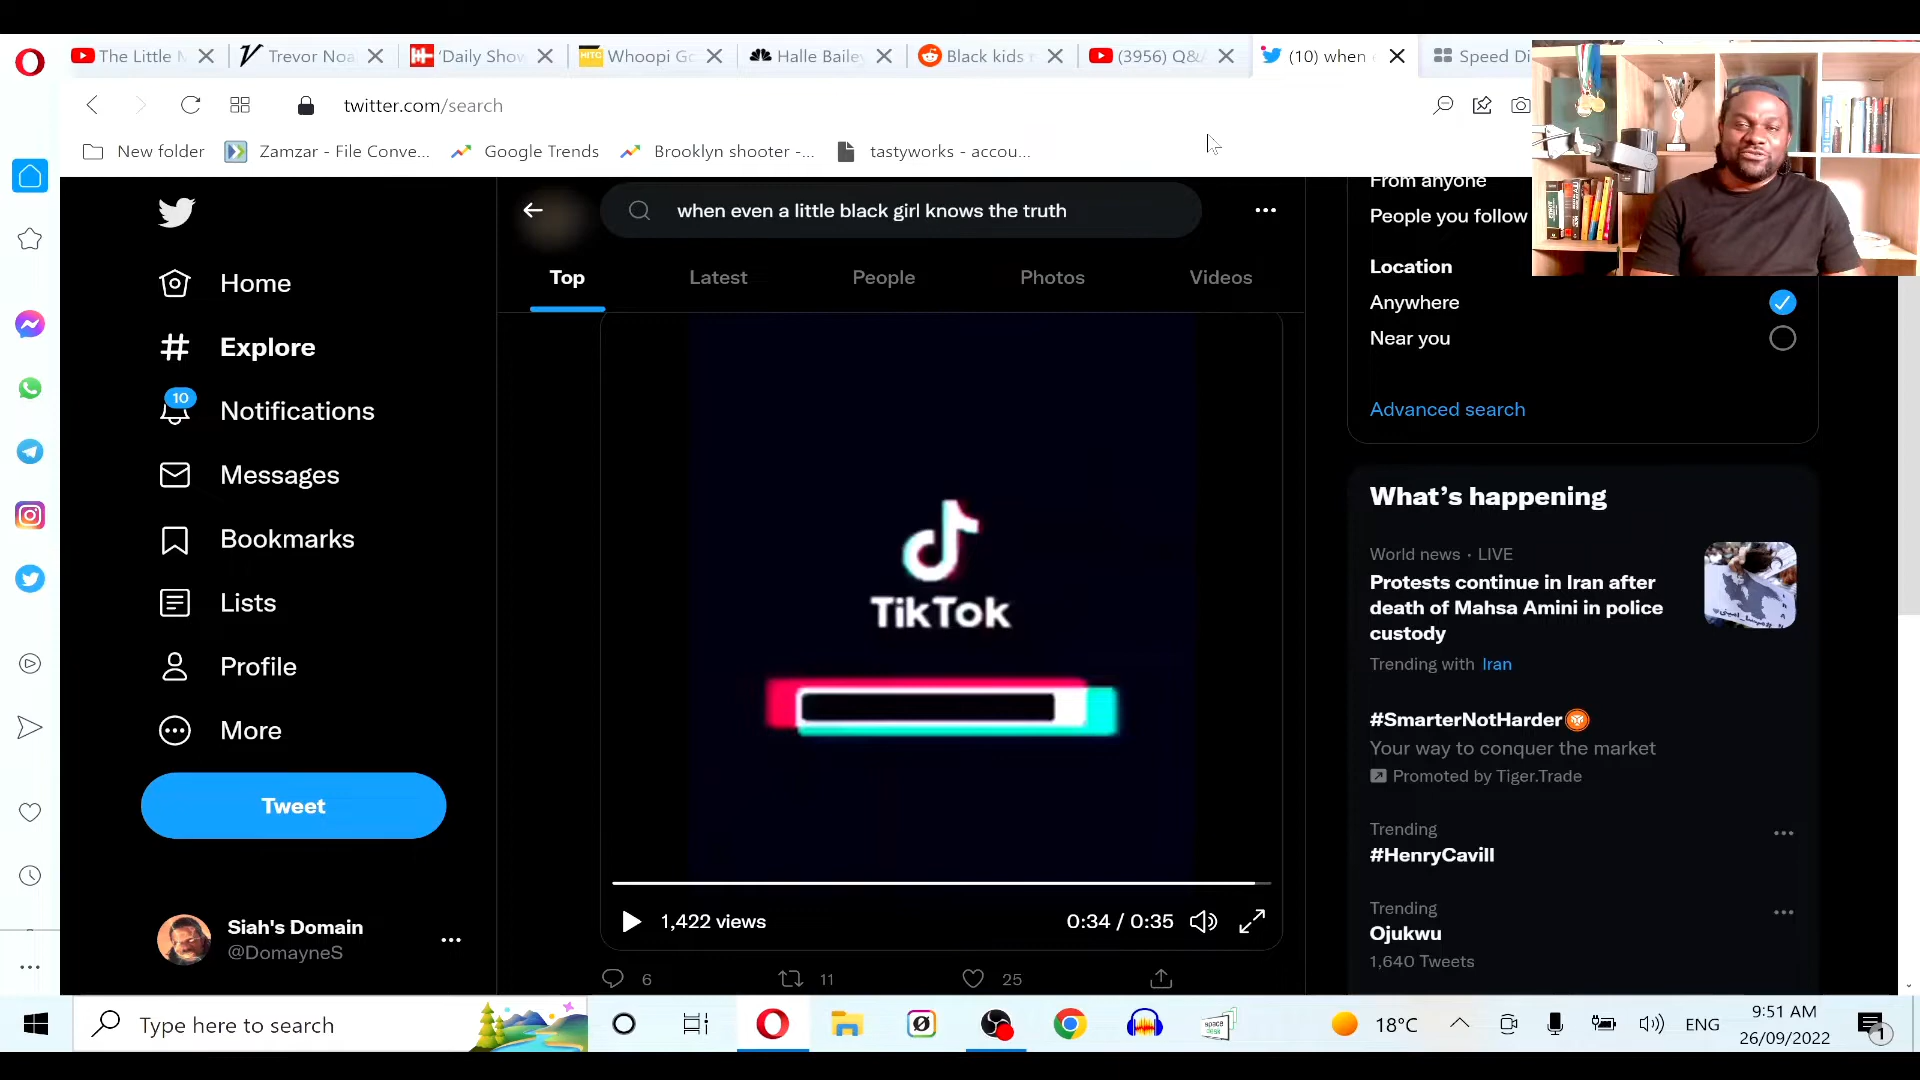 The Little M
Trevor Noa
'Daily Show
HITC
Whoopi Go
Halle Bailey
Black kids
(3956) Q&
(10) when
Speed Di
twitter.com/search
New folder
Zamzar - File Conve...
Google Trends
Brooklyn shooter -...
tastyworks - accou...
when even a little black girl knows the truth
From anyone
People you follow
Top
Latest
People
Photos
Videos
Location
Anywhere
Near you
Advanced search
Home
Explore
10
Notifications
Messages
Bookmarks
Lists
Profile
More
Tweet
Siah's Domain
@DomayneS
TikTok
1,422 views
0:34 / 0:35
6
11
25
What's happening
World news · LIVE
Protests continue in Iran after
death of Mahsa Amini in police
custody
Trending with Iran
#SmarterNotHarder
Your way to conquer the market
Promoted by Tiger.Trade
Trending
#HenryCavill
Trending
Ojukwu
1,640 Tweets
Type here to search
space
desk
18°C
ENG
9:51 AM
26/09/2022
1